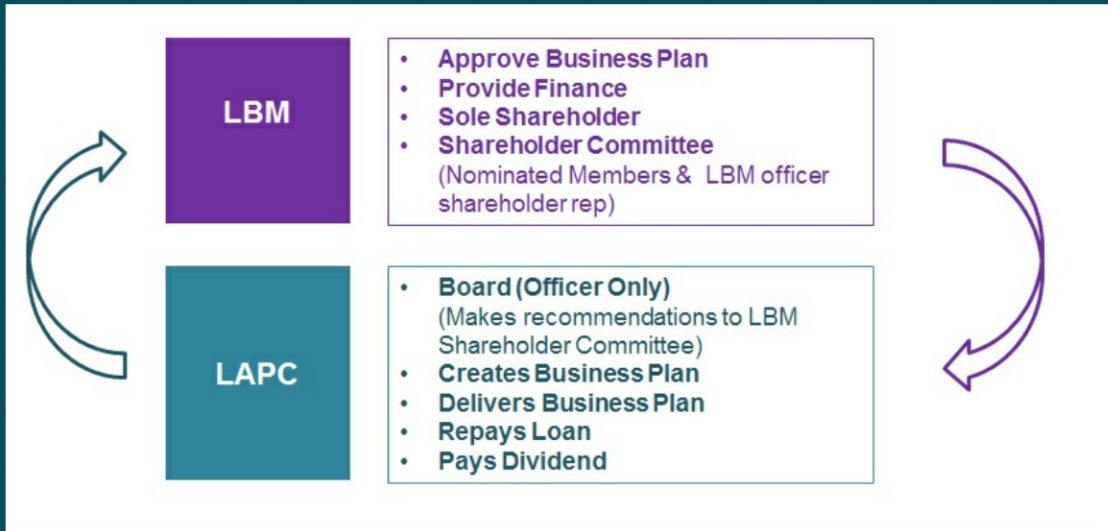 LBM
• Approve Business Plan
• Provide Finance
• Sole Shareholder
• Shareholder Committee
(Nominated Members & LBM officer
shareholder rep)
LAPC
• Board (Officer Only)
(Makes recommendations to LBM
Shareholder Committee)
• Creates Business Plan
• Delivers Business Plan
• Repays Loan
• Pays Dividend